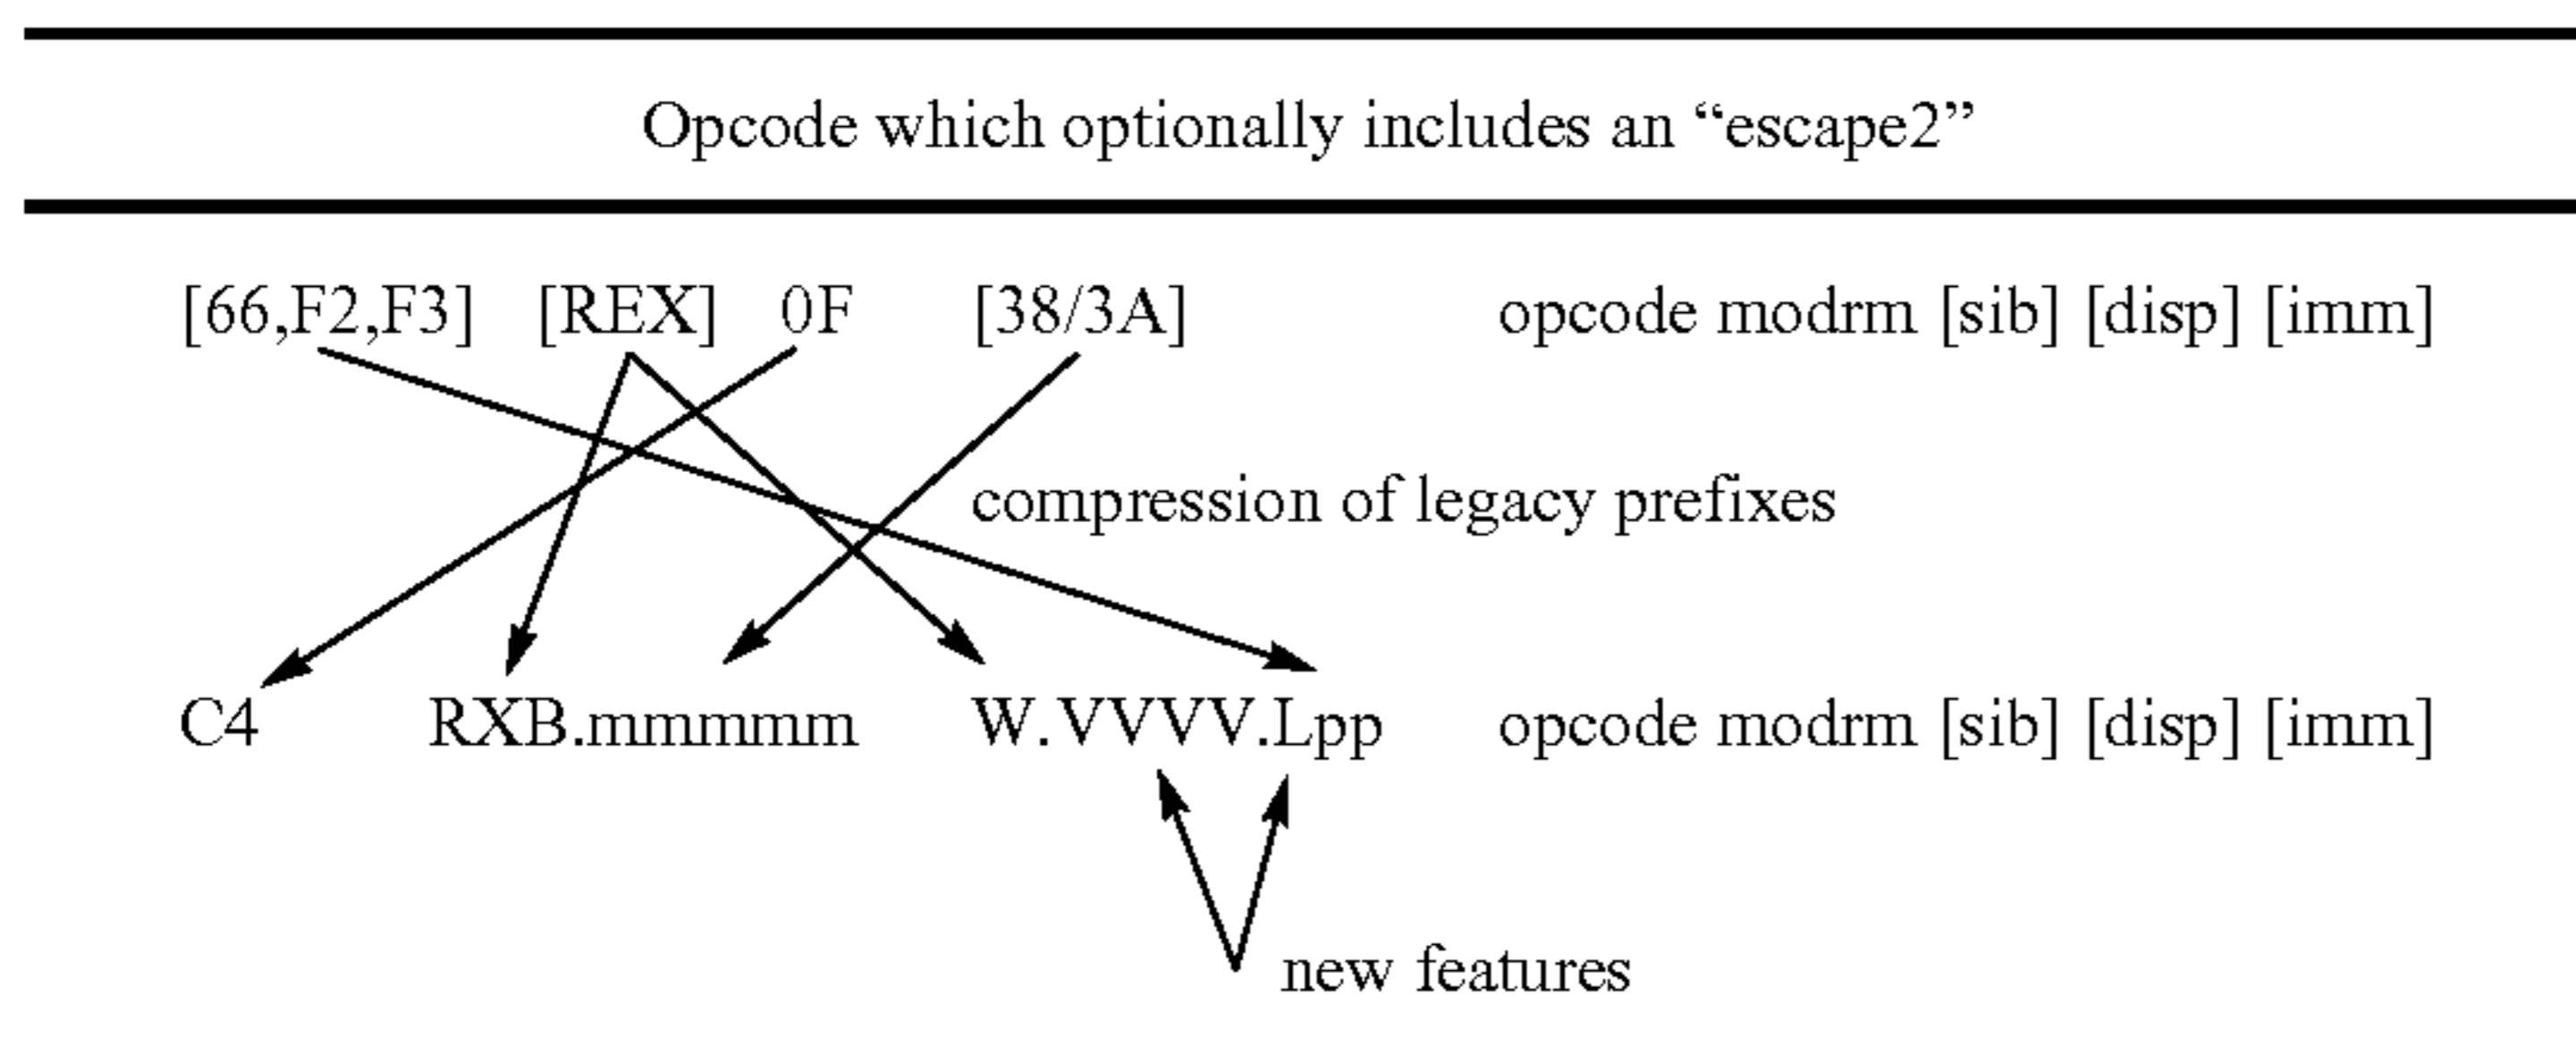 Opcode which optionally includes an “escape2”
[66,F2,F3] [REX] 0F [38/3A] opcode modrm [sib] [disp] [imm]
compression of legacy prefixes
C4 RXB.mmmmm W.VVVV.Lpp opcode modrm [sib] [disp] [imm]
new features